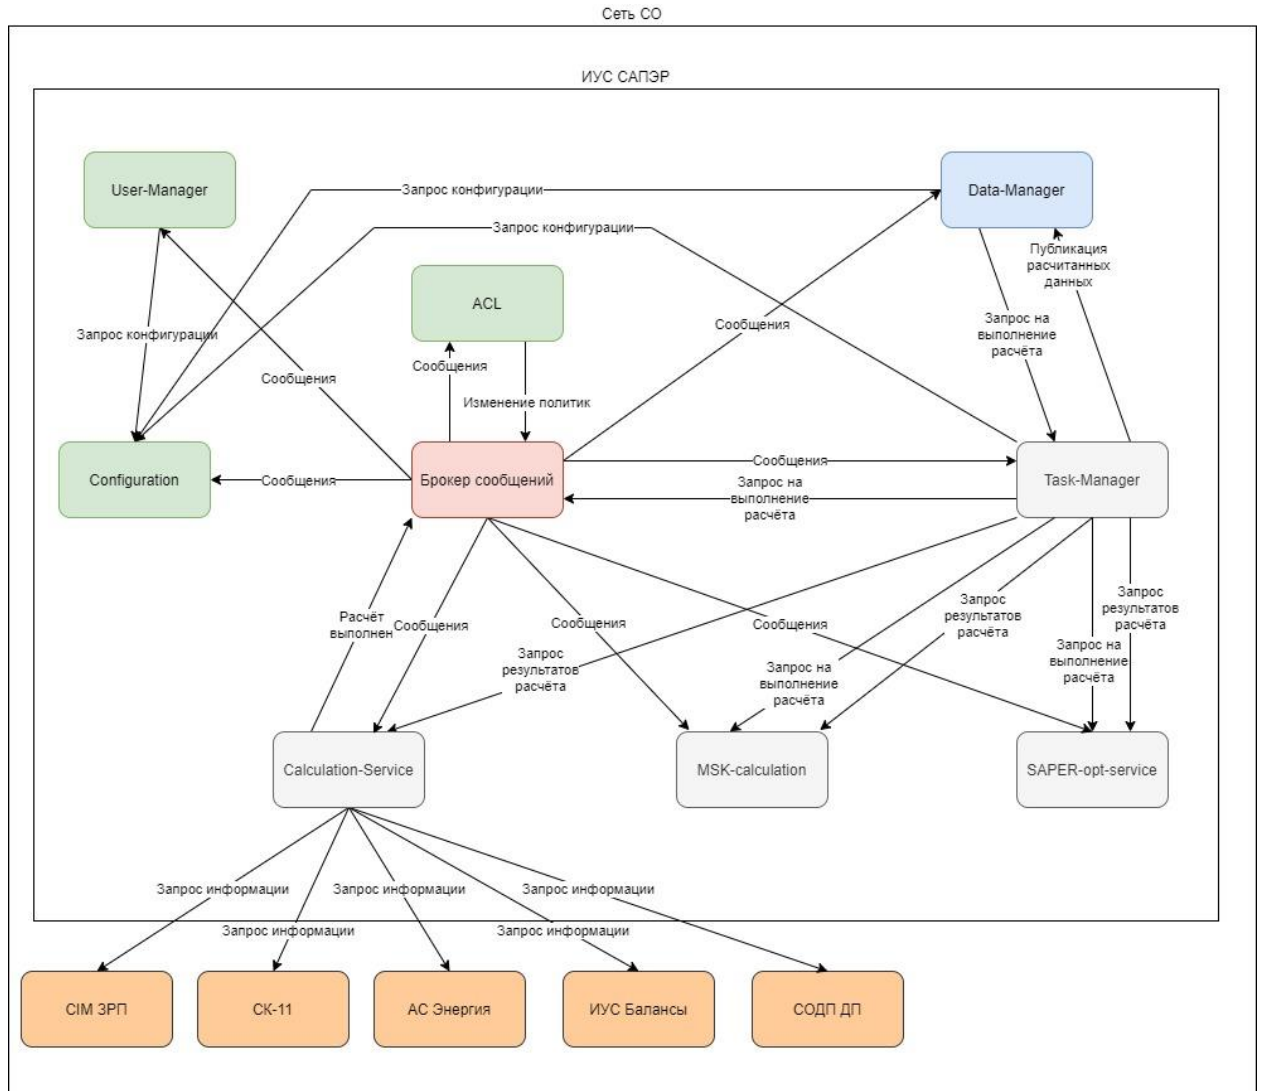 Сеть СО
ИУС САПЭР
User-Manager
Data-Manager
Запрос конфигурации
Запрос конфигурации
Публикация
расчитанных
данных
ACL
Запрос на
выполнение
расчёта
Сообщения
Запрос конфигурации
Сообщения
Сообщения
Изменение политик
Configuration
Сообщения
Брокер сообщений
Сообщения
Запрос на
выполнение
расчёта
Task-Manager
Расчёт
выполнен
Сообщения
Сообщения
Сообщения
Запрос
результатов
расчёта
Запрос
результатов
расчёта
Запрос
результатов
расчёта
Запрос на
выполнение
расчёта
Запрос на
выполнение
расчёта
Calculation-Service
MSK-calculation
SAPER-opt-service
Запрос информации
Запрос информации
Запрос информации
Запрос информации
Запрос информации
CIM ЗРП
СК-11
АС Энергия
ИУС Балансы
СОДП ДП